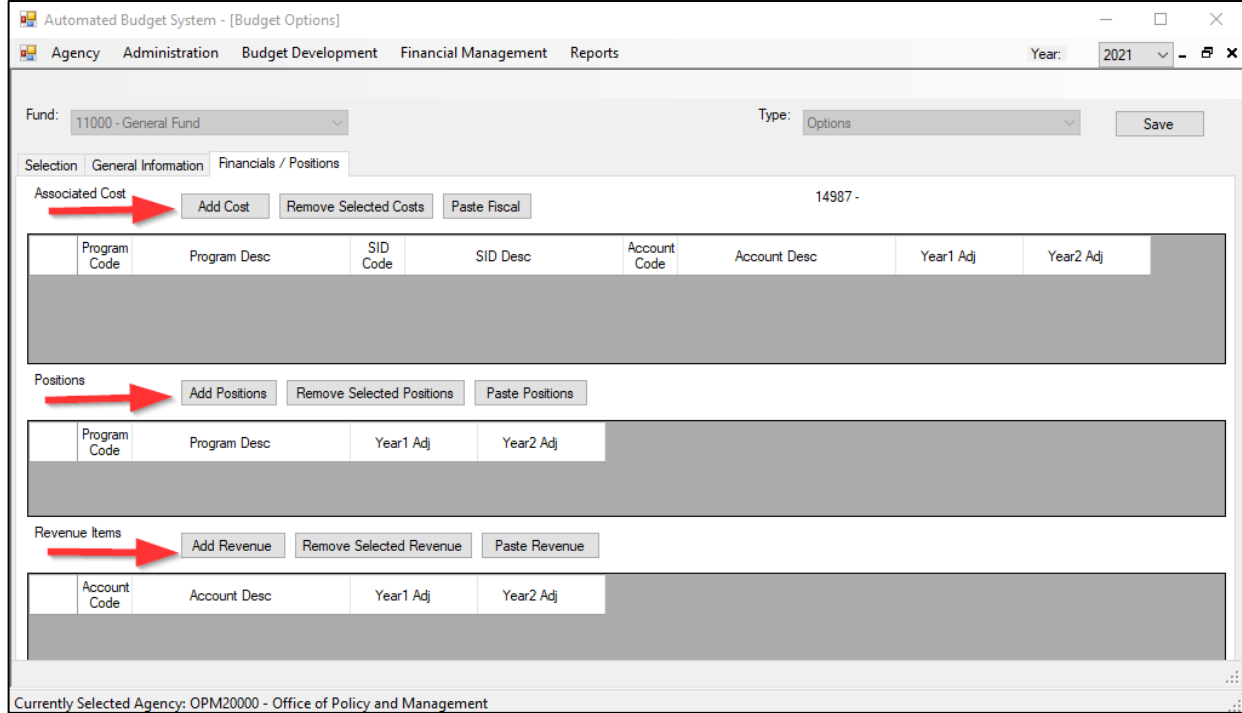 Automated Budget System - [Budget Options]
Agency Administration Budget Development Financial Management Reports Year: 2021
Fund: 11000 - General Fund Type: Options Save
Selection General Information Financials / Positions
Associated Cost Add Cost Remove Selected Costs Paste Fiscal 14987 -
Program Code Program Desc SID Code SID Desc Account Code Account Desc Year1 Adj Year2 Adj
Positions Add Positions Remove Selected Positions Paste Positions
Program Code Program Desc Year1 Adj Year2 Adj
Revenue Items Add Revenue Remove Selected Revenue Paste Revenue
Account Code Account Desc Year1 Adj Year2 Adj
Currently Selected Agency: OPM20000 - Office of Policy and Management